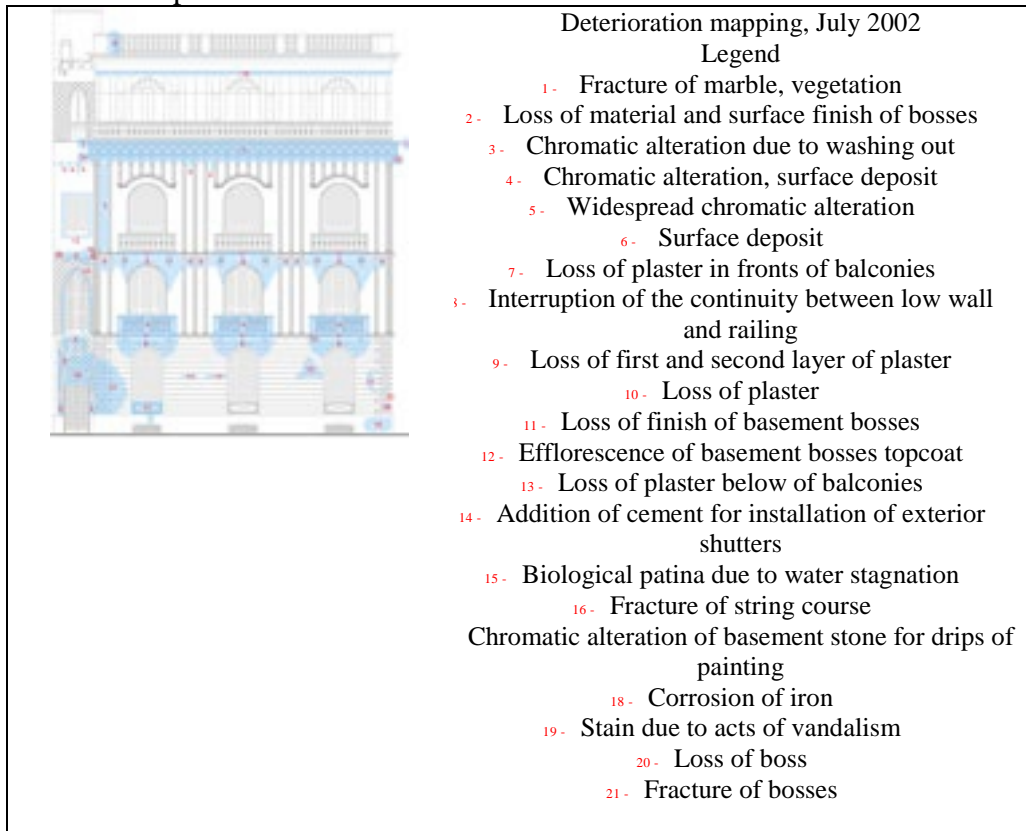 Deterioration mapping, July 2002
Legend
1 - Fracture of marble, vegetation
2 - Loss of material and surface finish of bosses
3 - Chromatic alteration due to washing out
4 - Chromatic alteration, surface deposit
5 - Widespread chromatic alteration
6 - Surface deposit
7 - Loss of plaster in fronts of balconies
8 - Interruption of the continuity between low wall
and railing
9 - Loss of first and second layer of plaster
10 - Loss of plaster
11 - Loss of finish of basement bosses
12 - Efflorescence of basement bosses topcoat
13 - Loss of plaster below of balconies
14 - Addition of cement for installation of exterior
shutters
15 - Biological patina due to water stagnation
16 - Fracture of string course
Chromatic alteration of basement stone for drips of
painting
18 - Corrosion of iron
19 - Stain due to acts of vandalism
20 - Loss of boss
21 - Fracture of bosses